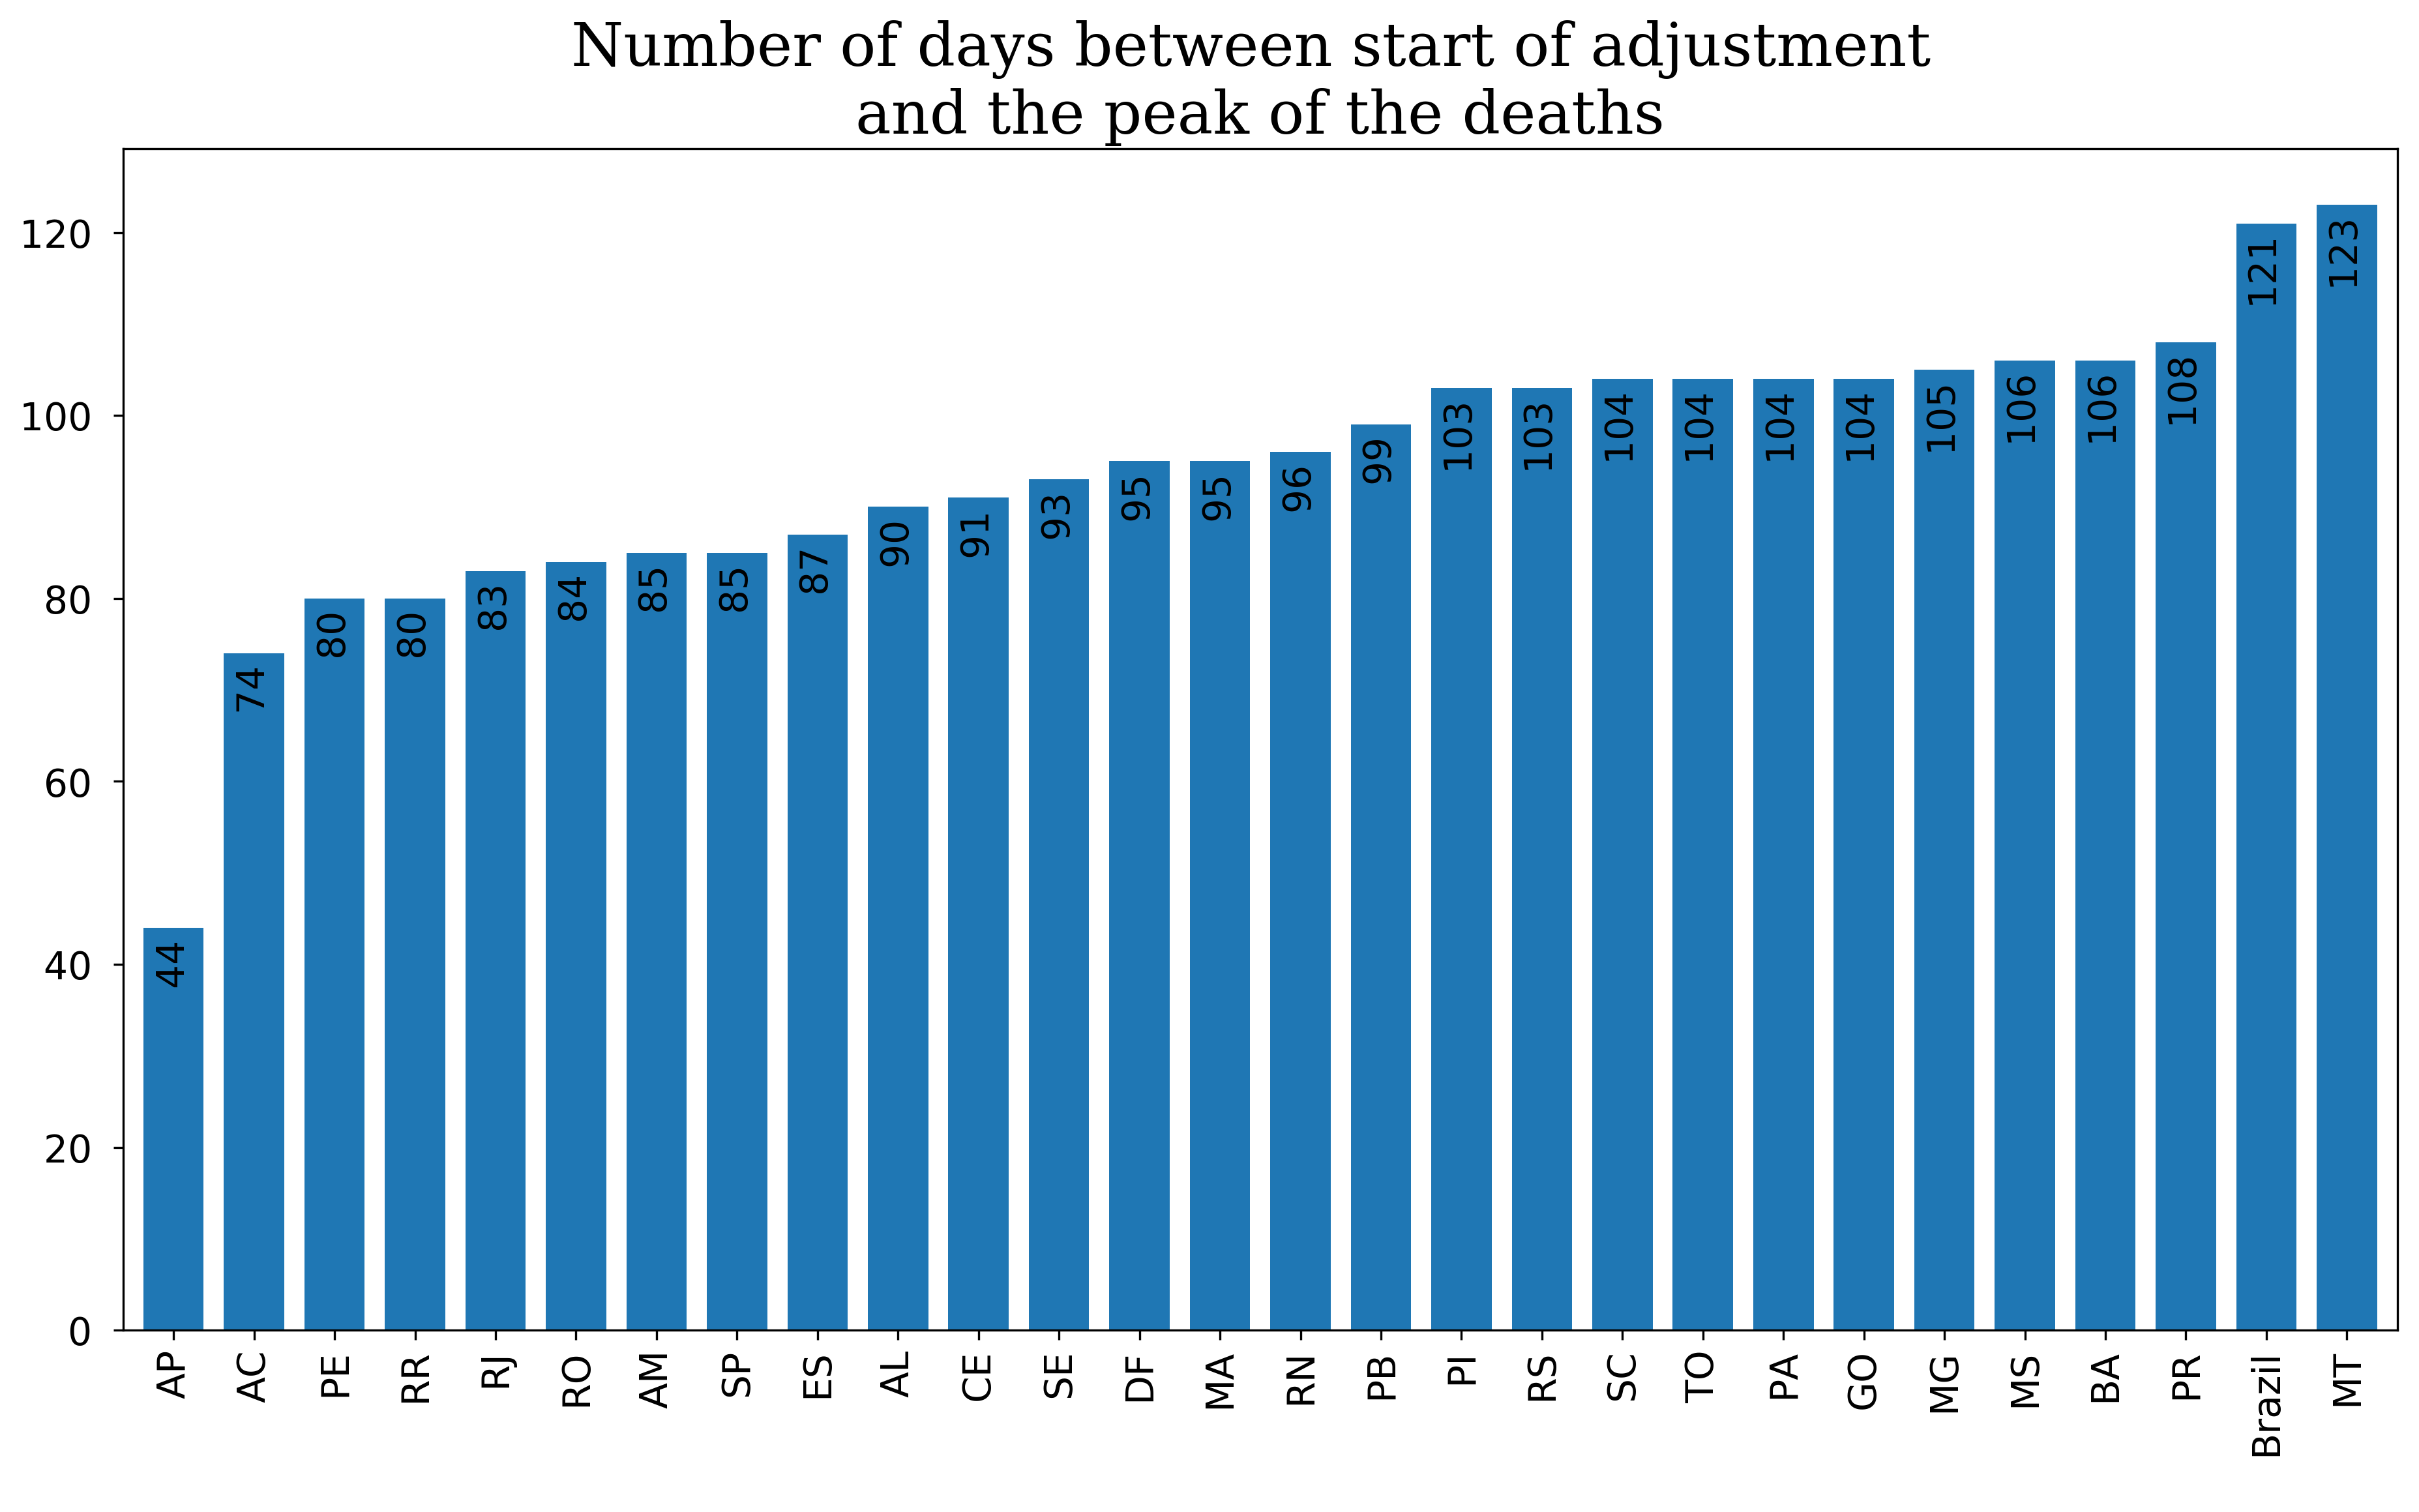 Number of days between start of adjustment
and the peak of the deaths
120
100
80
60
40
20
0
44
74
80
80
83
84
85
85
87
90
91
93
95
95
96
99
103
103
104
104
104
104
105
106
106
108
121
123
AP
AC
PE
RR
RJ
RO
AM
SP
ES
AL
CE
SE
DF
MA
RN
PB
PI
RS
SC
TO
PA
GO
MG
MS
BA
PR
Brazil
MT